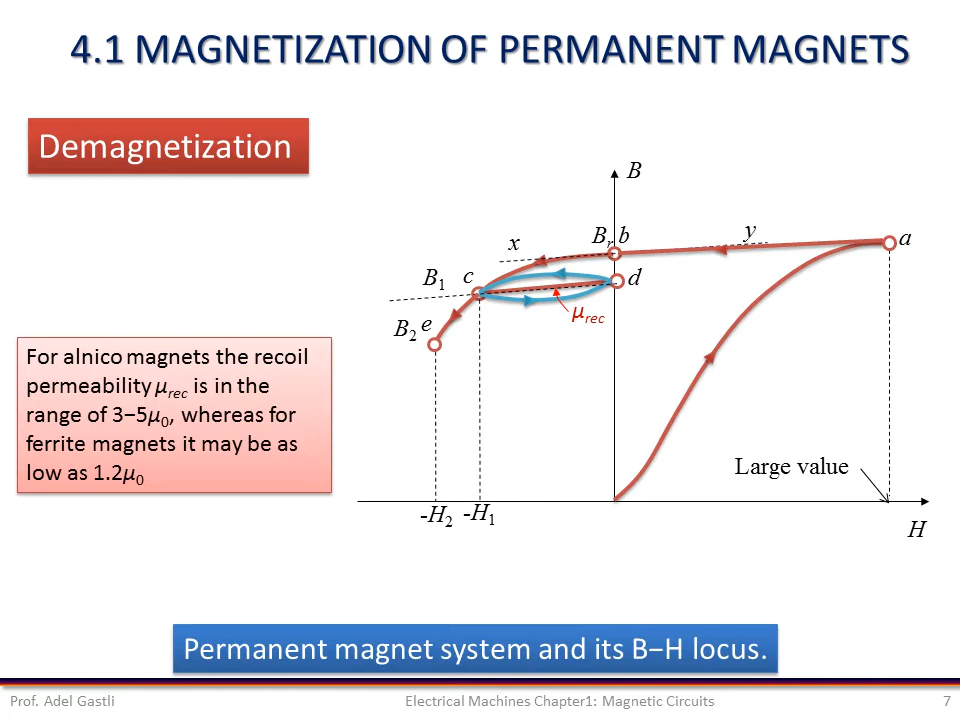 4.1 MAGNETIZATION OF PERMANENT MAGNETS
Demagnetization
B
x
Br b
y
a
B1
c
d
μrec
B2 e
For alnico magnets the recoil
permeability μrec is in the
range of 3−5μ0, whereas for
ferrite magnets it may be as
low as 1.2μ0
Large value
-H2 -H1
H
Permanent magnet system and its B−H locus.
Prof. Adel Gastli
Electrical Machines Chapter1: Magnetic Circuits
7